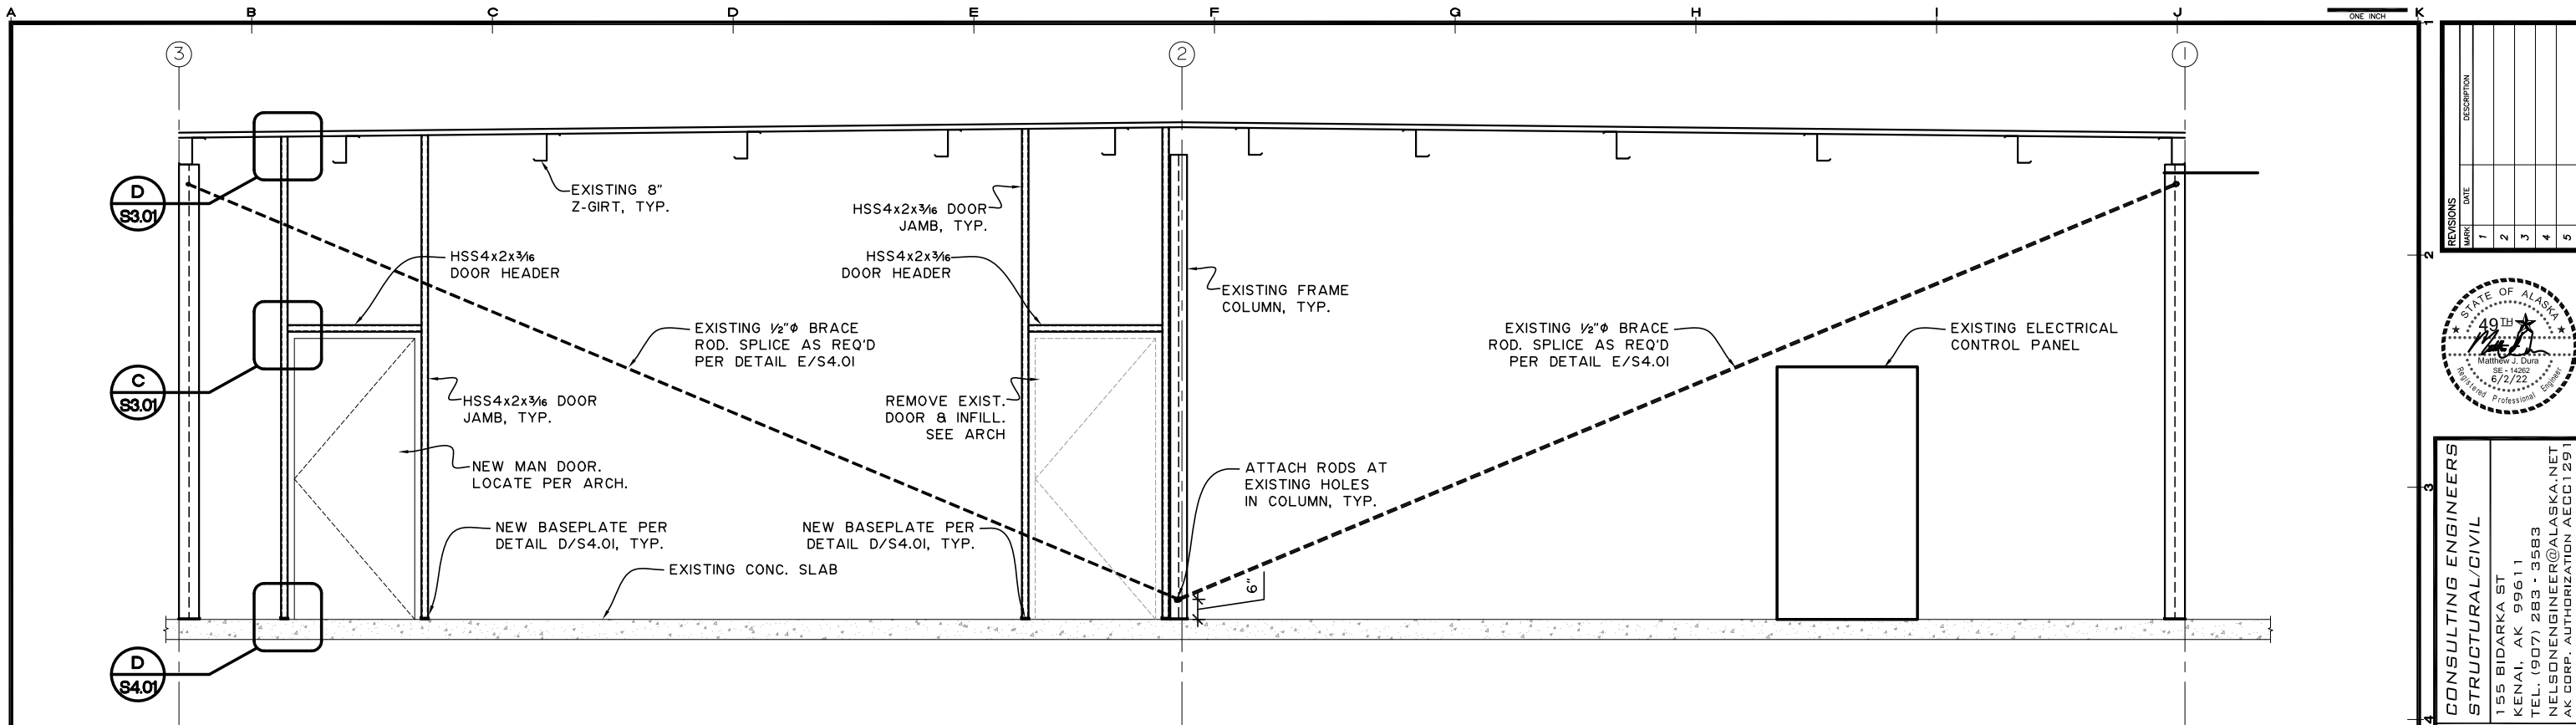 A B C D E F G H I J K
ONE INCH
1
2
3
4
3
2
1
D
S3.01
C
S3.01
D
S4.01
EXISTING 8"
Z-GIRT, TYP.
HSS4x2x3/16 DOOR
JAMB, TYP.
HSS4x2x3/16
DOOR HEADER
HSS4x2x3/16
DOOR HEADER
EXISTING FRAME
COLUMN, TYP.
EXISTING 1/2"ø BRACE
ROD. SPLICE AS REQ'D
PER DETAIL E/S4.01
EXISTING 1/2"ø BRACE
ROD. SPLICE AS REQ'D
PER DETAIL E/S4.01
EXISTING ELECTRICAL
CONTROL PANEL
HSS4x2x3/16 DOOR
JAMB, TYP.
REMOVE EXIST.
DOOR & INFILL.
SEE ARCH
NEW MAN DOOR.
LOCATE PER ARCH.
ATTACH RODS AT
EXISTING HOLES
IN COLUMN, TYP.
NEW BASEPLATE PER
DETAIL D/S4.01, TYP.
NEW BASEPLATE PER
DETAIL D/S4.01, TYP.
EXISTING CONC. SLAB
6"
REVISIONS
MARK DATE DESCRIPTION
1
2
3
4
5
STATE OF ALASKA
49TH
Matthew J. Dura
SE - 14262
6/2/22
Registered Professional Engineer
CONSULTING ENGINEERS
STRUCTURAL/CIVIL
155 BIDARKA ST
KENAI, AK 99611
TEL. (907) 283 - 3583
NELSONENGINEER@ALASKA.NET
AK CORP. AUTHORIZATION AECC1291